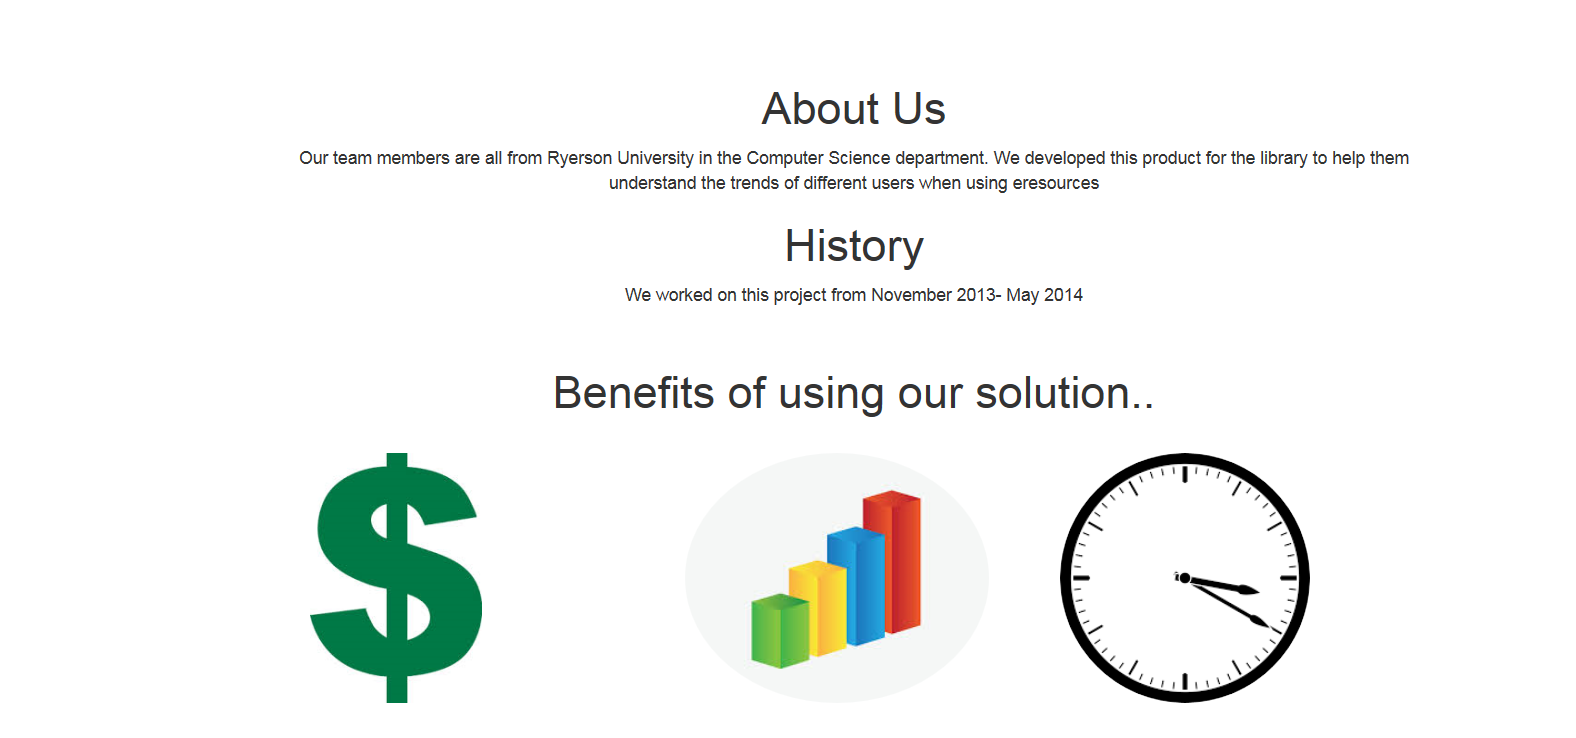 About Us
Our team members are all from Ryerson University in the Computer Science department. We developed this product for the library to help them
understand the trends of different users when using eresources
History
We worked on this project from November 2013- May 2014
Benefits of using our solution..
$